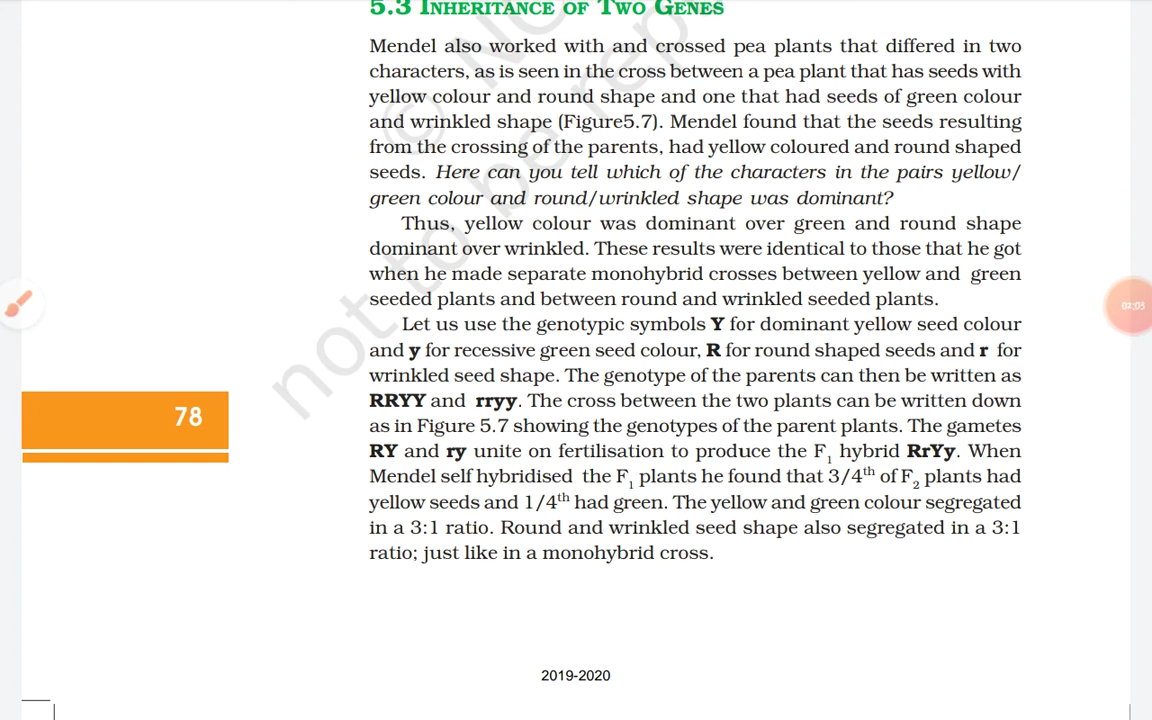 5.3 INHERITANCE OF TWO GENES
Mendel also worked with and crossed pea plants that differed in two
characters, as is seen in the cross between a pea plant that has seeds with
yellow colour and round shape and one that had seeds of green colour
and wrinkled shape (Figure5.7). Mendel found that the seeds resulting
from the crossing of the parents, had yellow coloured and round shaped
seeds. Here can you tell which of the characters in the pairs yellow/
green colour and round/wrinkled shape was dominant?
Thus, yellow colour was dominant over green and round shape
dominant over wrinkled. These results were identical to those that he got
when he made separate monohybrid crosses between yellow and green
seeded plants and between round and wrinkled seeded plants.
Let us use the genotypic symbols Y for dominant yellow seed colour
and y for recessive green seed colour, R for round shaped seeds and r for
wrinkled seed shape. The genotype of the parents can then be written as
RRYY and rryy. The cross between the two plants can be written down
as in Figure 5.7 showing the genotypes of the parent plants. The gametes
RY and ry unite on fertilisation to produce the F₁ hybrid RrYy. When
Mendel self hybridised the F₁ plants he found that 3/4ᵗʰ of F₂ plants had
yellow seeds and 1/4ᵗʰ had green. The yellow and green colour segregated
in a 3:1 ratio. Round and wrinkled seed shape also segregated in a 3:1
ratio; just like in a monohybrid cross.
78
02:03
© N
not to be rep
2019-2020